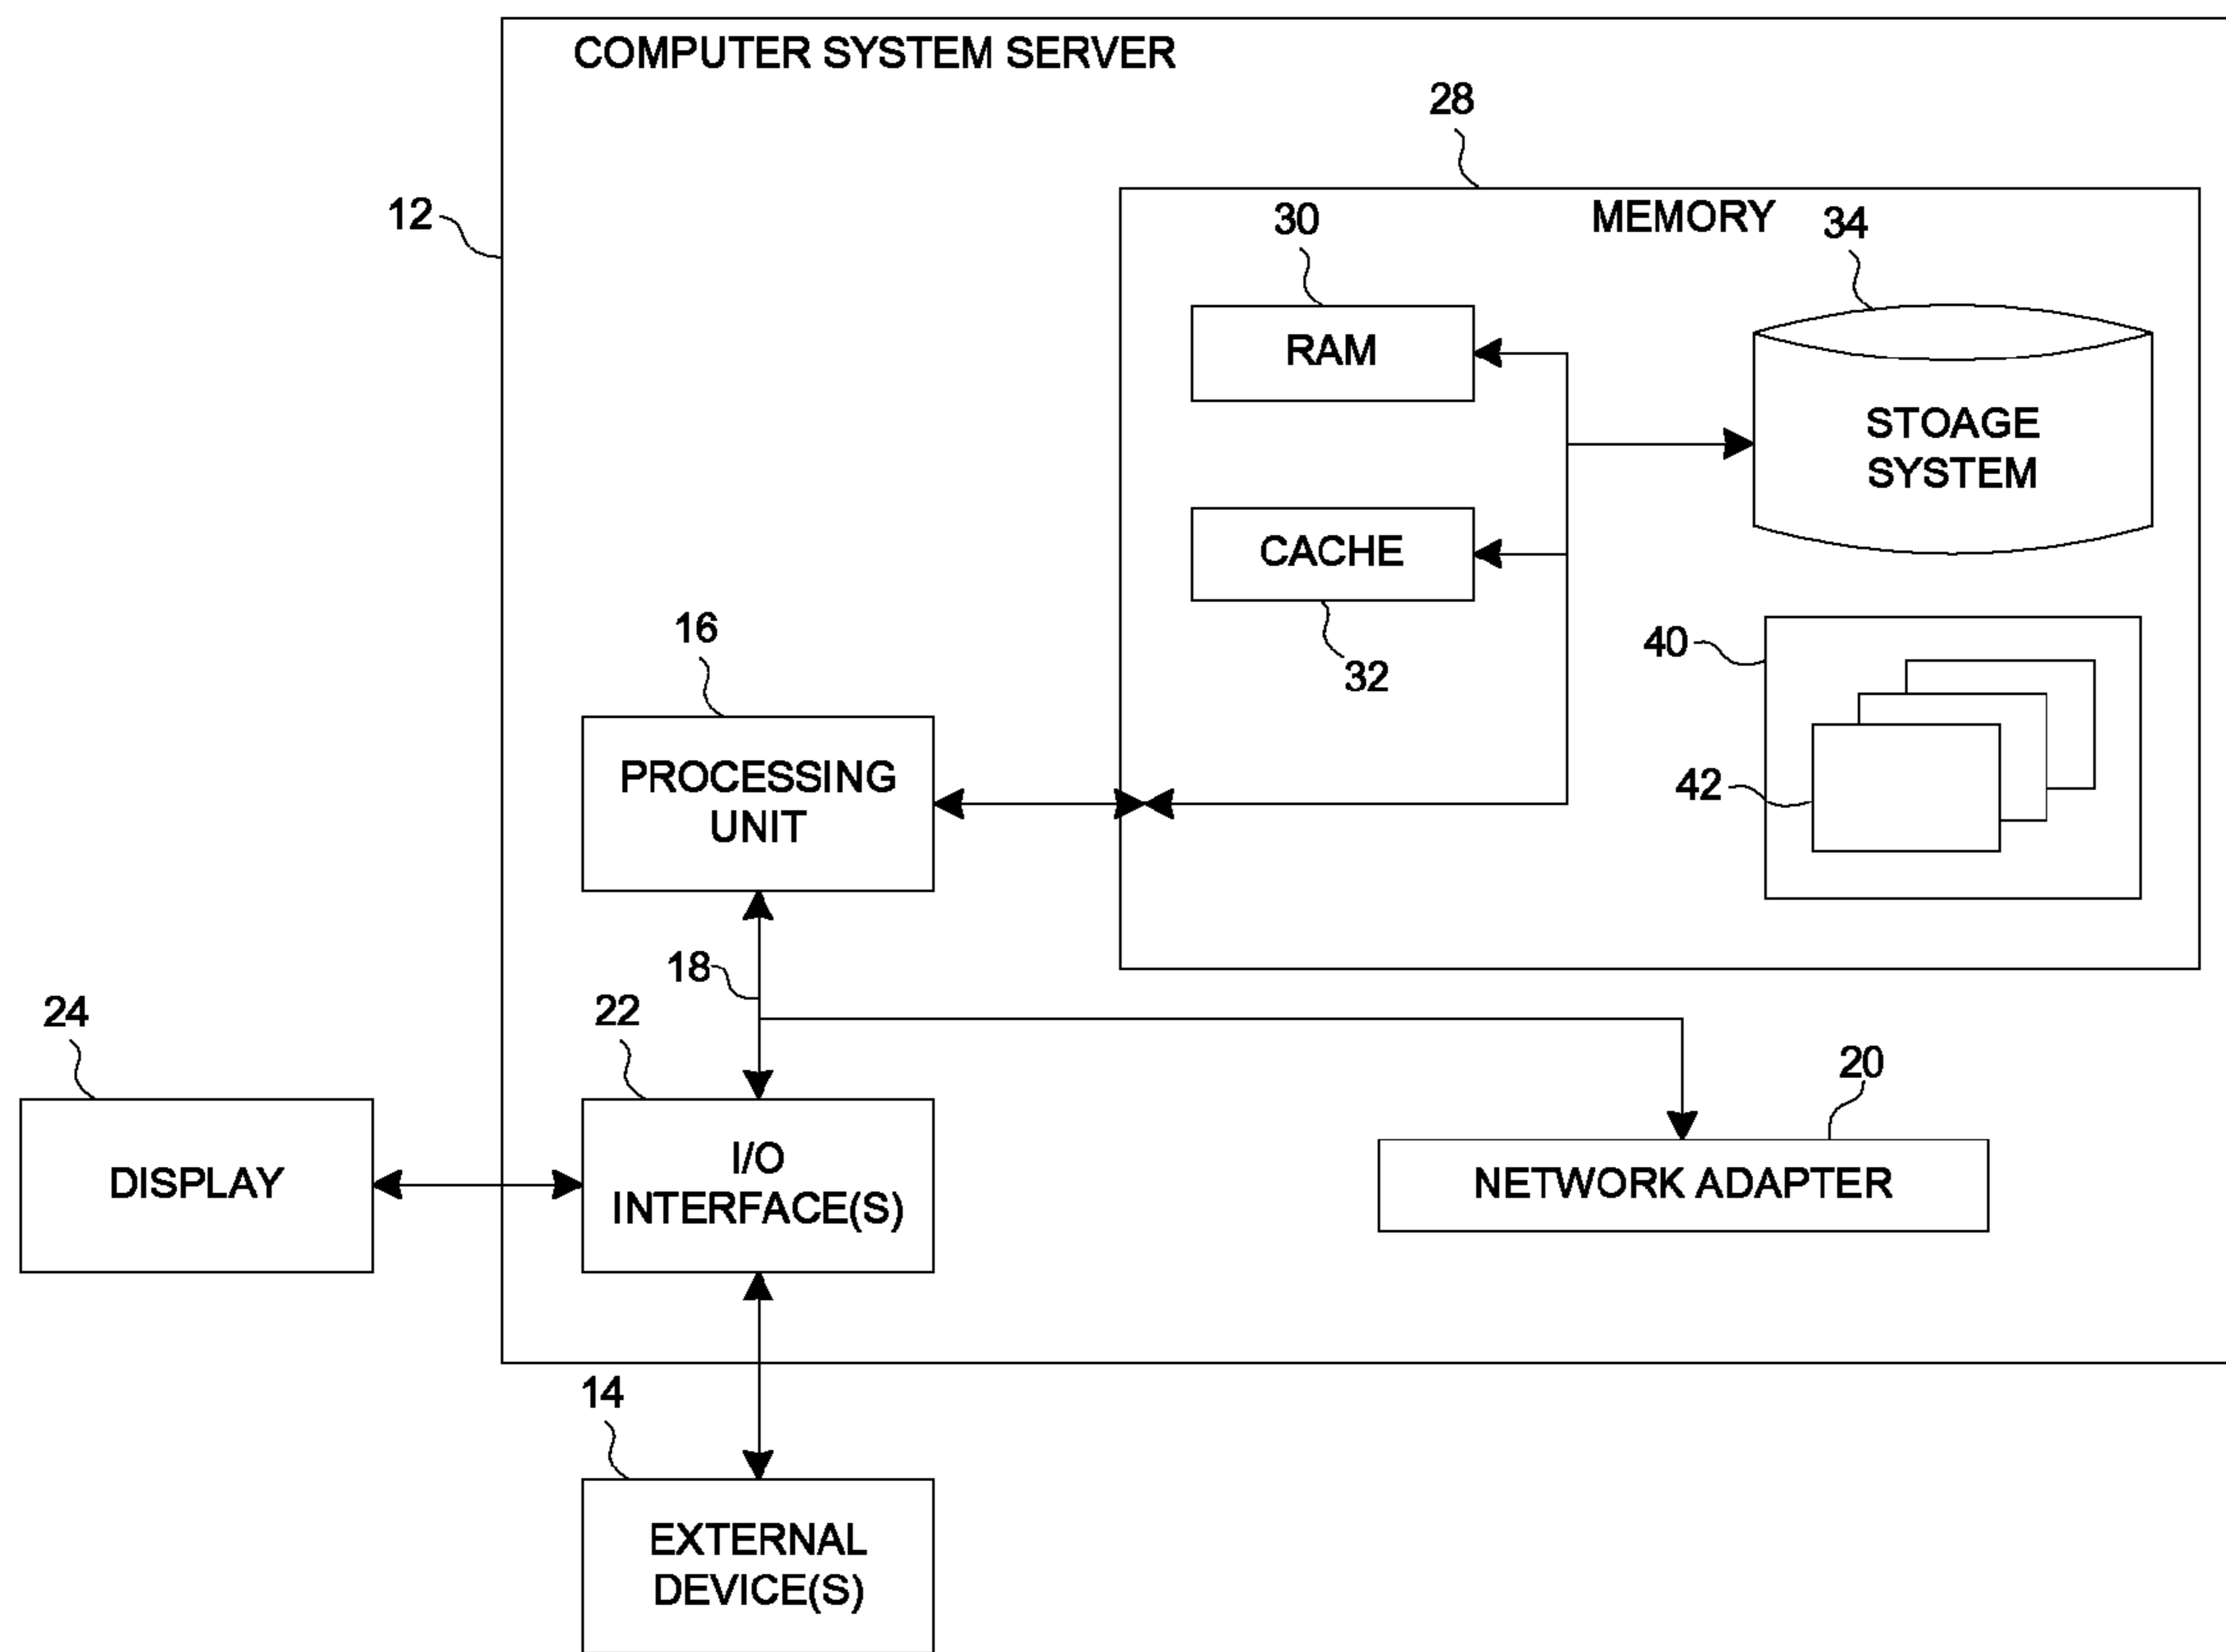 COMPUTER SYSTEM SERVER
28
12
30
MEMORY
34
RAM
STOAGE
SYSTEM
CACHE
16
32
40
PROCESSING
UNIT
42
18
24
22
20
DISPLAY
I/O
INTERFACE(S)
NETWORK ADAPTER
14
EXTERNAL
DEVICE(S)